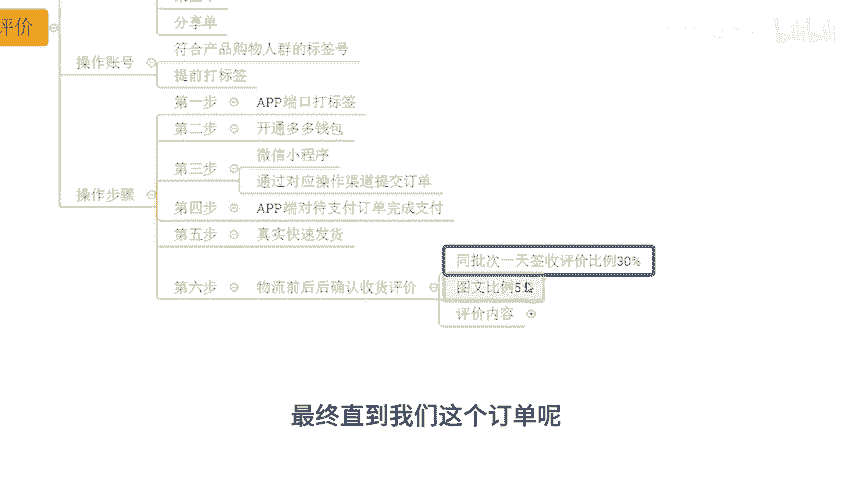 评价
分享单
操作账号
符合产品购物人群的标签号
提前打标签
第一步
APP端口打标签
第二步
开通多多钱包
微信小程序
第三步
通过对应操作渠道提交订单
操作步骤
第四步
APP端对待支付订单完成支付
第五步
真实快速发货
同批次一天签收评价比例30%
第六步
物流前后后确认收货评价
图文比例5
评价内容
最终直到我们这个订单呢